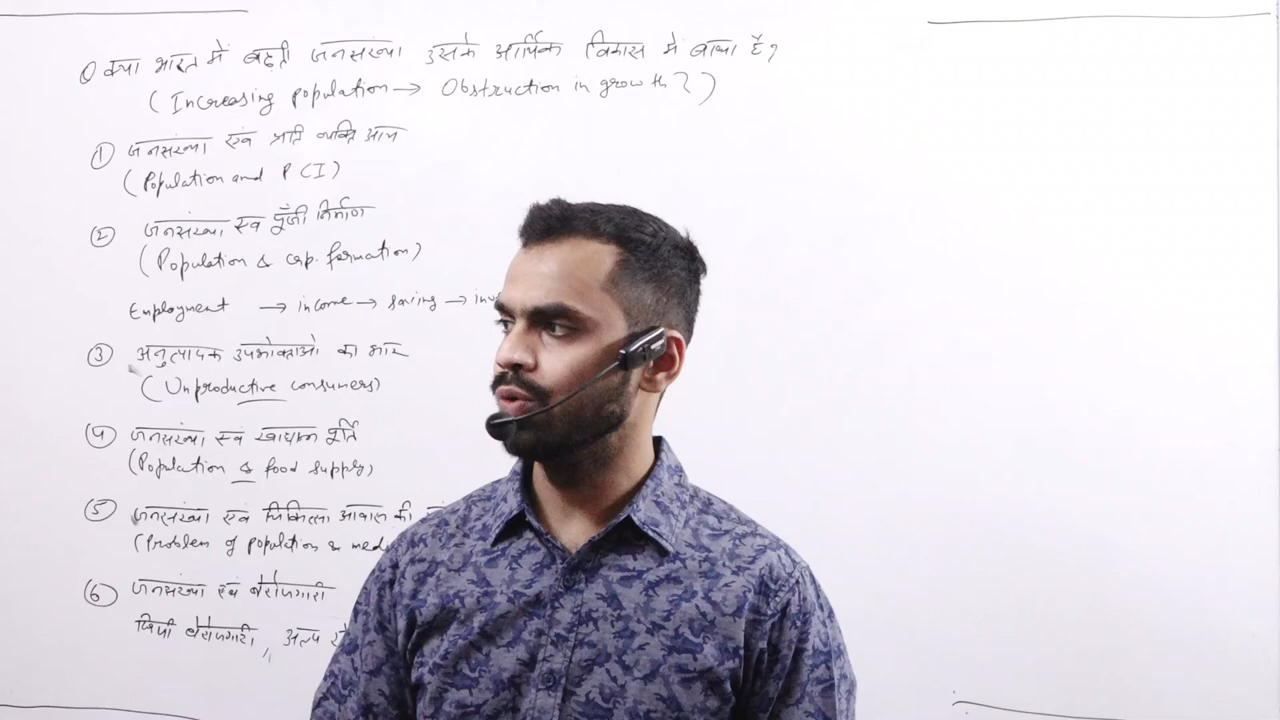 Q क्या भारत में बढ़ती जनसंख्या उसके आर्थिक विकास में बाधा है?
(Increasing population → Obstruction in growth?)
① जनसंख्या एवं प्रति व्यक्ति आय
(Population and PCI)
② जनसंख्या एवं पूँजी निर्माण
(Population & cap. formation)
Employment → income → saving → inv
③ अनुत्पादक उपभोक्ताओं का भार
(Unproductive consumers)
④ जनसंख्या एवं खाद्यान्न पूर्ति
(Population & food supply)
⑤ जनसंख्या एवं चिकित्सा आवास की
(Problem of population & med
⑥ जनसंख्या एवं बेरोजगारी
छिपी बेरोजगारी, अल्प